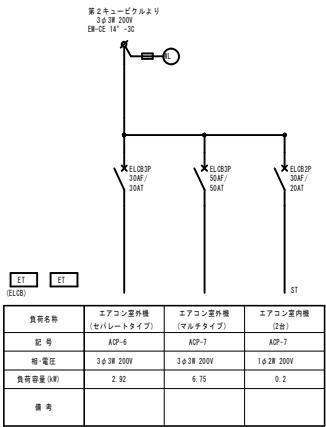 第2キュービクルより
3φ3W 200V
EM-CE 14°-3C
WL
ELCB3P
30AF/
30AT
ELCB3P
50AF/
50AT
ELCB2P
30AF/
20AT
ET
ET
(ELCB)
ST
負荷名称
エアコン室外機
(セパレートタイプ)
エアコン室外機
(マルチタイプ)
エアコン室内機
(2台)
記 号
ACP-6
ACP-7
ACP-7
相・電圧
3φ3W 200V
3φ3W 200V
1φ2W 200V
負荷容量(kW)
2.92
6.75
0.2
備 考